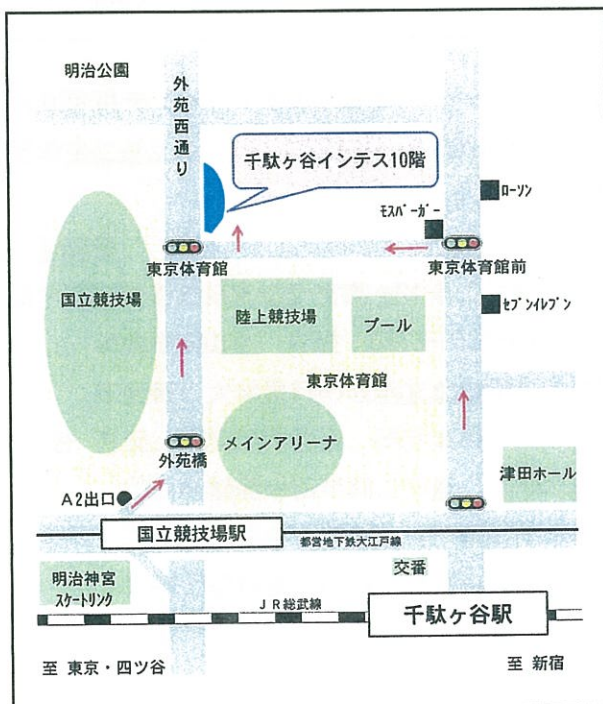 明治公園
外苑西通り
千駄ヶ谷インテス10階
ローソン
モスバーガー
東京体育館
東京体育館前
国立競技場
陸上競技場
プール
セブンイレブン
東京体育館
メインアリーナ
外苑橋
津田ホール
A2出口
国立競技場駅
都営地下鉄大江戸線
交番
明治神宮
スケートリンク
JR総武線
千駄ヶ谷駅
至 東京・四ツ谷
至 新宿